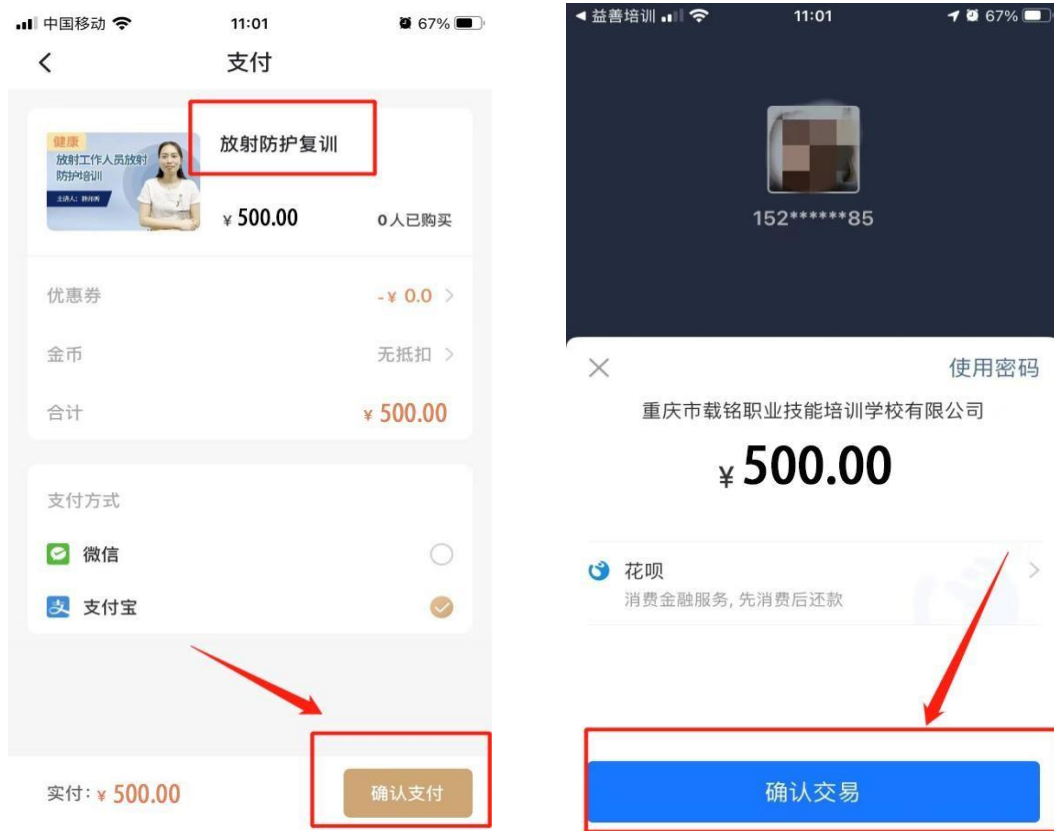 中国移动 11:01 67%
支付
放射防护复训
健康
放射工作人员放射
防护培训
¥ 500.00 0人已购买
优惠券 -¥ 0.0
金币 无抵扣
合计 ¥ 500.00
支付方式
微信
支 支付宝
实付: ¥ 500.00 确认支付
益善培训 11:01 67%
152******85
使用密码
重庆市载铭职业技能培训学校有限公司
¥ 500.00
花呗
消费金融服务, 先消费后还款
确认交易